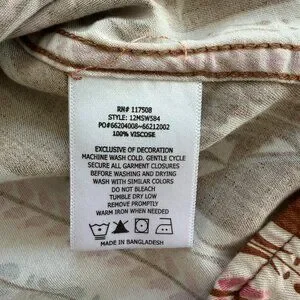 RN# 117508
STYLE: 12MSW584
PO#66204008~66212002
100% VISCOSE
EXCLUSIVE OF DECORATION
MACHINE WASH COLD. GENTLE CYCLE
SECURE ALL GARMENT CLOSURES
BEFORE WASHING AND DRYING
WASH WITH SIMILAR COLORS
DO NOT BLEACH
TUMBLE DRY LOW
REMOVE PROMPTLY
WARM IRON WHEN NEEDED
MADE IN BANGLADESH